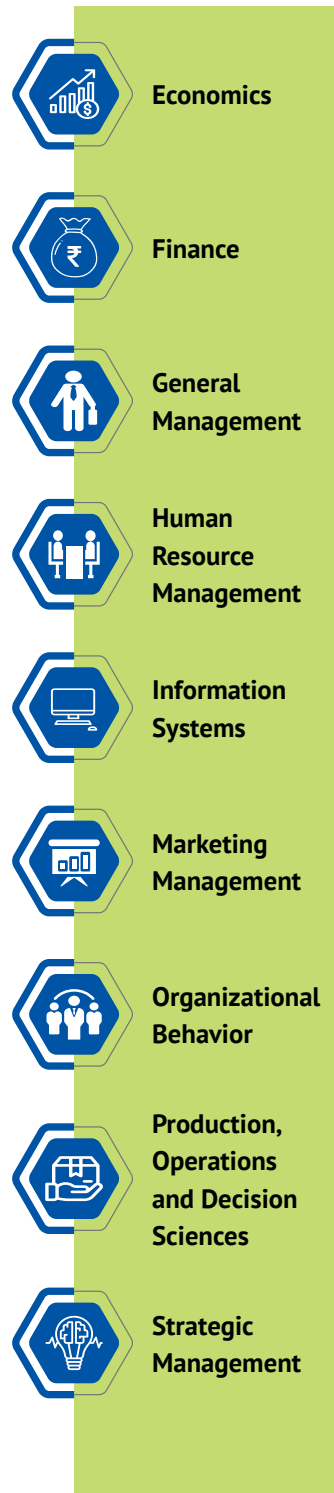 $
Economics
₹
Finance
General
Management
Human
Resource
Management
Information
Systems
Marketing
Management
Organizational
Behavior
Production,
Operations
and Decision
Sciences
Strategic
Management